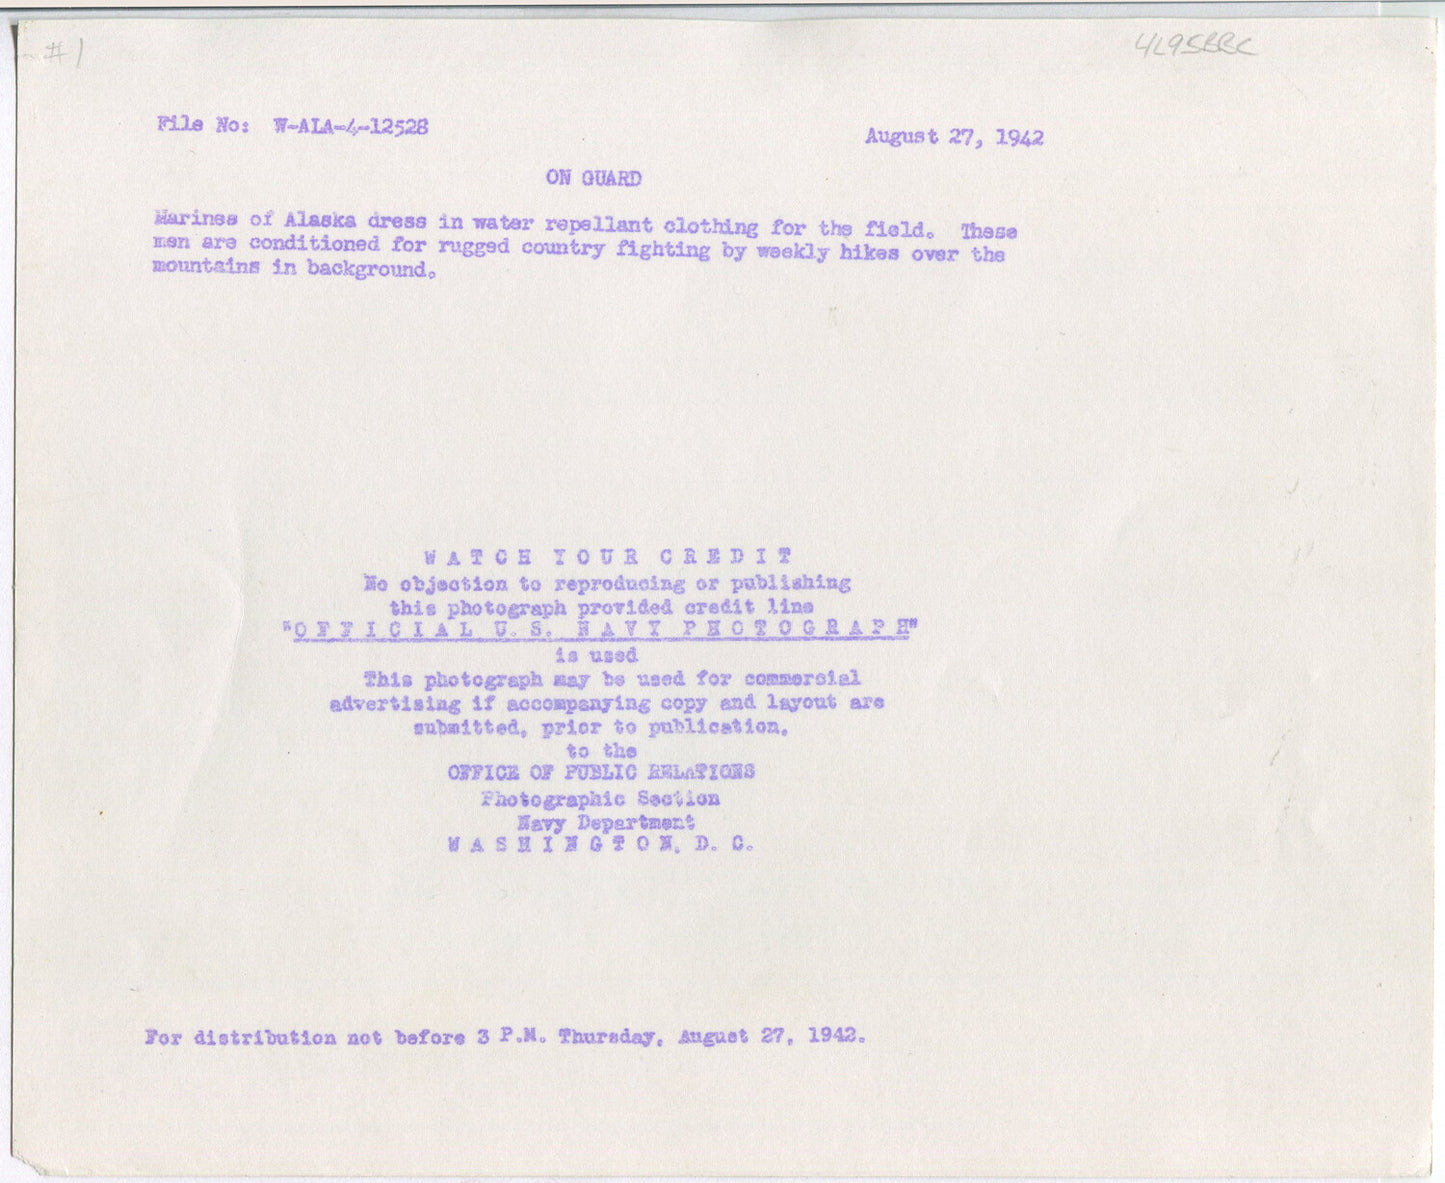 #1
4L95BBC
File No: W-ALA-4-12528
August 27, 1942
ON GUARD
Marines of Alaska dress in water repellant clothing for the field. These
men are conditioned for rugged country fighting by weekly hikes over the
mountains in background.
WATCH YOUR CREDIT
No objection to reproducing or publishing
this photograph provided credit line
"OFFICIAL U. S. NAVY PHOTOGRAPH"
is used
This photograph may be used for commercial
advertising if accompanying copy and layout are
submitted, prior to publication,
to the
OFFICE OF PUBLIC RELATIONS
Photographic Section
Navy Department
WASHINGTON, D. C.
For distribution not before 3 P.M. Thursday, August 27, 1942.